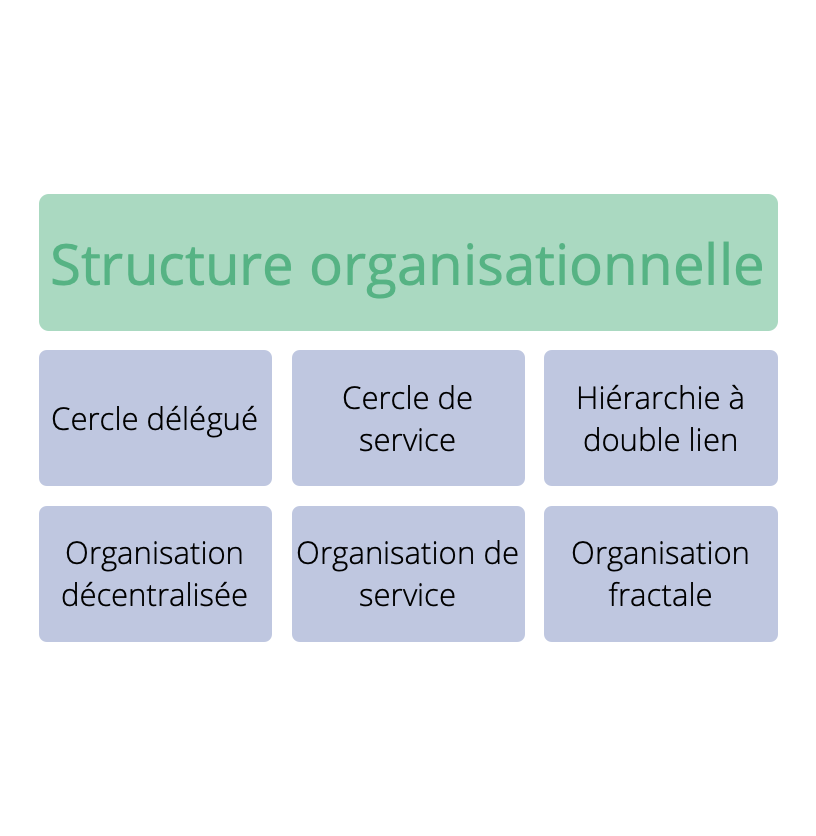 Structure organisationnelle
Cercle délégué
Cercle de
service
Hiérarchie à
double lien
Organisation
décentralisée
Organisation de
service
Organisation
fractale